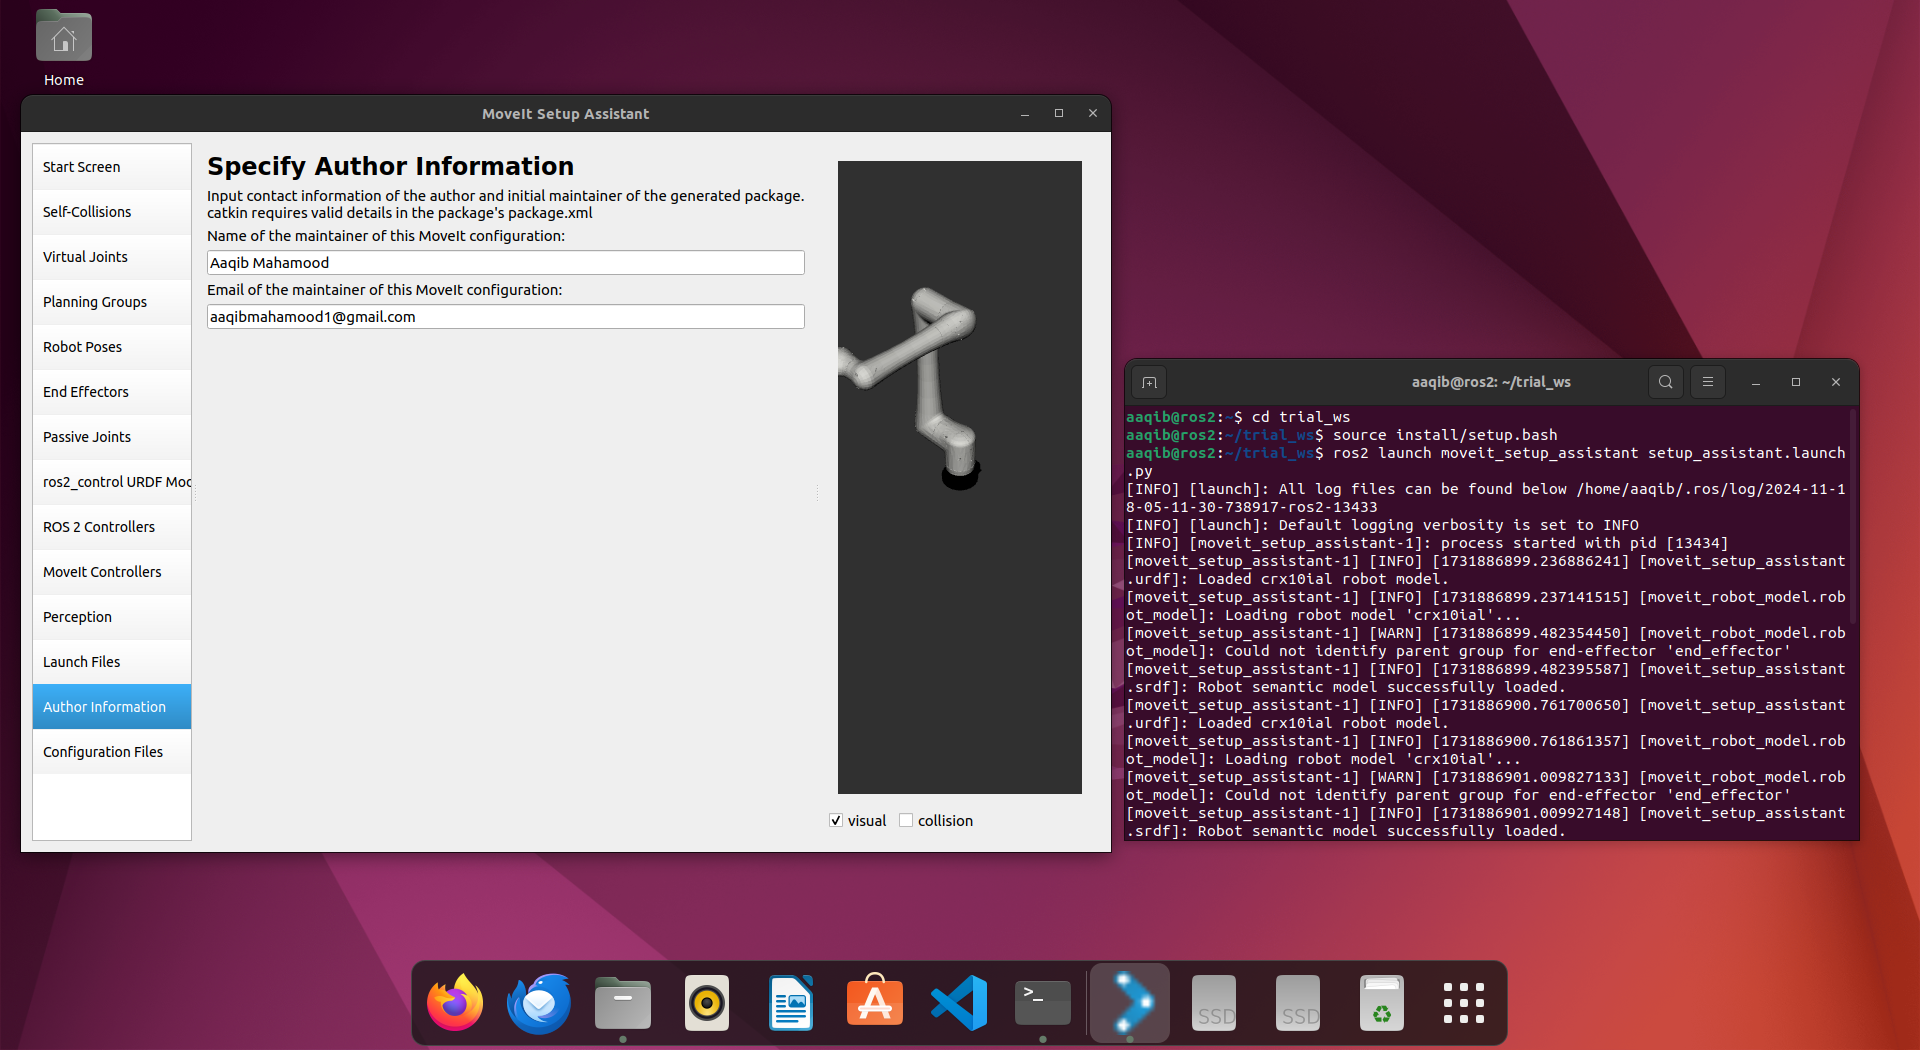 Home
MoveIt Setup Assistant
Start Screen
Self-Collisions
Virtual Joints
Planning Groups
Robot Poses
End Effectors
Passive Joints
ros2_control URDF Moc
ROS 2 Controllers
MoveIt Controllers
Perception
Launch Files
Author Information
Configuration Files
Specify Author Information
Input contact information of the author and initial maintainer of the generated package.
catkin requires valid details in the package's package.xml
Name of the maintainer of this MoveIt configuration:
Aaqib Mahamood
Email of the maintainer of this MoveIt configuration:
aaqibmahamood1@gmail.com
visual
collision
aaqib@ros2: ~/trial_ws
aaqib@ros2:~$ cd trial_ws
aaqib@ros2:~/trial_ws$ source install/setup.bash
aaqib@ros2:~/trial_ws$ ros2 launch moveit_setup_assistant setup_assistant.launch
.py
[INFO] [launch]: All log files can be found below /home/aaqib/.ros/log/2024-11-1
8-05-11-30-738917-ros2-13433
[INFO] [launch]: Default logging verbosity is set to INFO
[INFO] [moveit_setup_assistant-1]: process started with pid [13434]
[moveit_setup_assistant-1] [INFO] [1731886899.236886241] [moveit_setup_assistant
.urdf]: Loaded crx10ial robot model.
[moveit_setup_assistant-1] [INFO] [1731886899.237141515] [moveit_robot_model.rob
ot_model]: Loading robot model 'crx10ial'...
[moveit_setup_assistant-1] [WARN] [1731886899.482354450] [moveit_robot_model.rob
ot_model]: Could not identify parent group for end-effector 'end_effector'
[moveit_setup_assistant-1] [INFO] [1731886899.482395587] [moveit_setup_assistant
.srdf]: Robot semantic model successfully loaded.
[moveit_setup_assistant-1] [INFO] [1731886900.761700650] [moveit_setup_assistant
.urdf]: Loaded crx10ial robot model.
[moveit_setup_assistant-1] [INFO] [1731886900.761861357] [moveit_robot_model.rob
ot_model]: Loading robot model 'crx10ial'...
[moveit_setup_assistant-1] [WARN] [1731886901.009827133] [moveit_robot_model.rob
ot_model]: Could not identify parent group for end-effector 'end_effector'
[moveit_setup_assistant-1] [INFO] [1731886901.009927148] [moveit_setup_assistant
.srdf]: Robot semantic model successfully loaded.
SSD
SSD